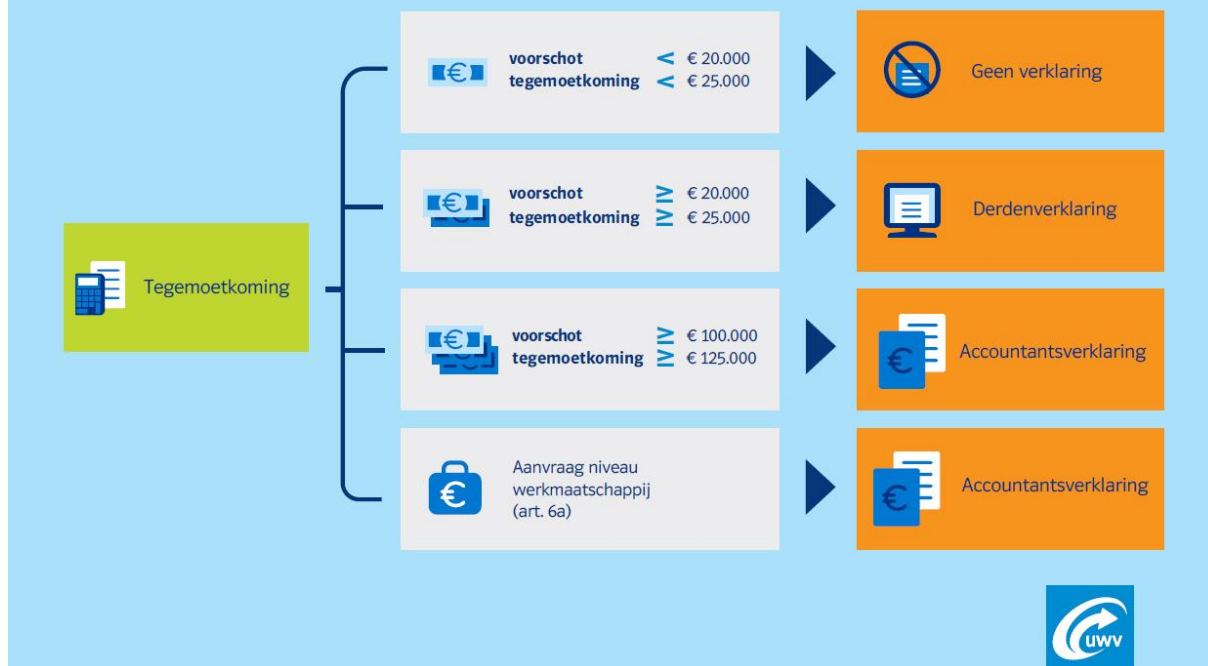 voorschot < € 20.000
tegemoetkoming < € 25.000
Geen verklaring
voorschot ≥ € 20.000
tegemoetkoming ≥ € 25.000
Derdenverklaring
Tegemoetkoming
voorschot ≥ € 100.000
tegemoetkoming ≥ € 125.000
Accountantsverklaring
Aanvraag niveau
werkmaatschappij
(art. 6a)
Accountantsverklaring
UWV